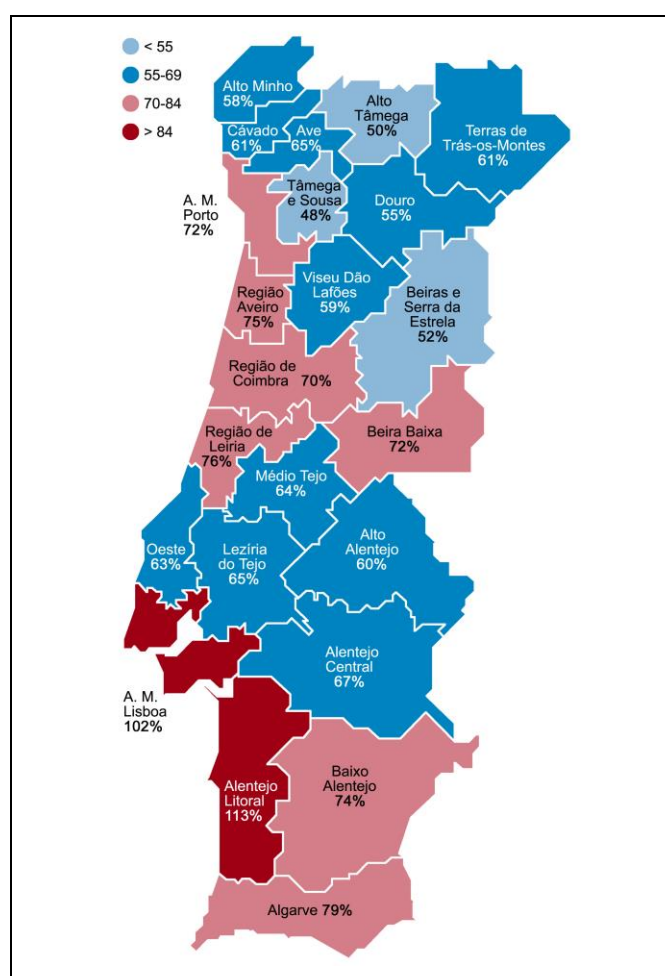 < 55
55-69
70-84
> 84
Alto Minho
58%
Cávado
61%
Ave
65%
Alto
Tâmega
50%
Terras de
Trás-os-Montes
61%
A. M.
Porto
72%
Tâmega
e Sousa
48%
Douro
55%
Região
Aveiro
75%
Viseu Dão
Lafões
59%
Beiras e
Serra da
Estrela
52%
Região de
Coimbra 70%
Região de
Leiria
76%
Beira Baixa
72%
Médio Tejo
64%
Oeste
63%
Lezíria
do Tejo
65%
Alto
Alentejo
60%
Alentejo
Central
67%
A. M.
Lisboa
102%
Alentejo
Litoral
113%
Baixo
Alentejo
74%
Algarve 79%